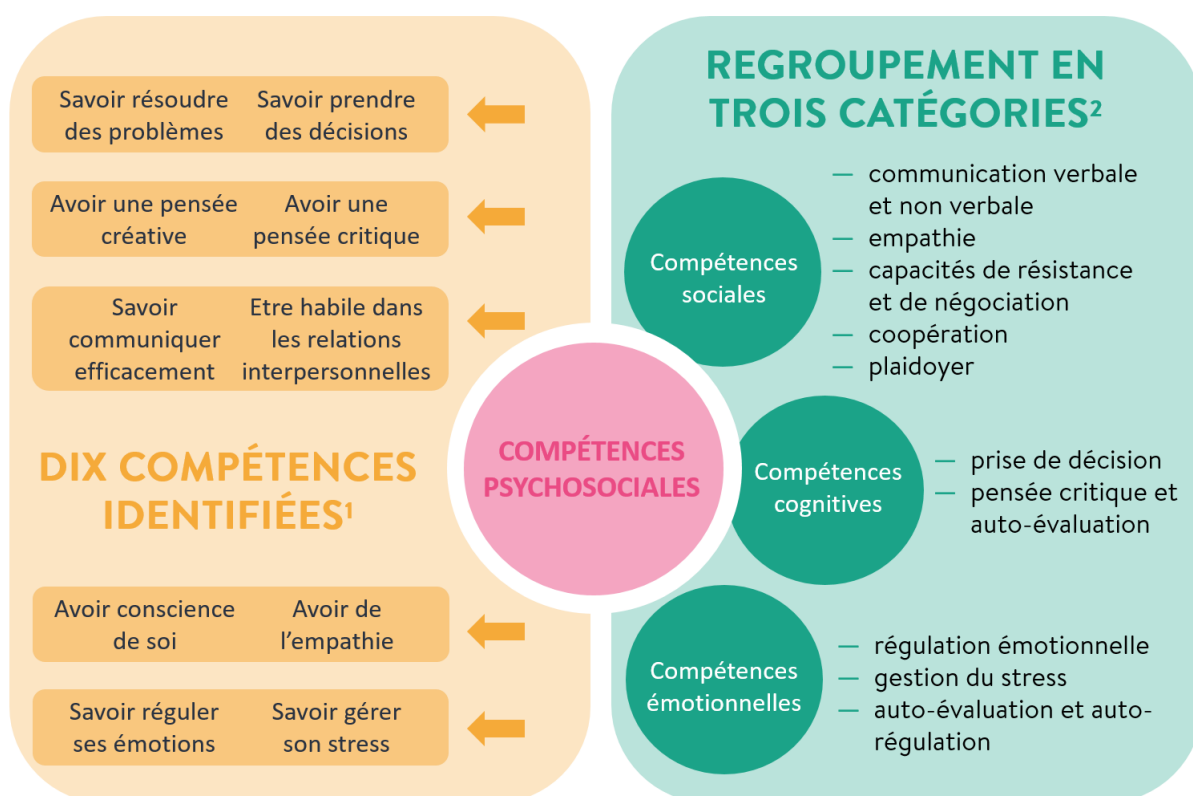 Savoir résoudre
des problèmes
Savoir prendre
des décisions
Avoir une pensée
créative
Avoir une
pensée critique
Savoir
communiquer
efficacement
Etre habile dans
les relations
interpersonnelles
DIX COMPÉTENCES
IDENTIFIÉES¹
Avoir conscience
de soi
Avoir de
l’empathie
Savoir réguler
ses émotions
Savoir gérer
son stress
COMPÉTENCES
PSYCHOSOCIALES
REGROUPEMENT EN
TROIS CATÉGORIES²
Compétences
sociales
— communication verbale
et non verbale
— empathie
— capacités de résistance
et de négociation
— coopération
— plaidoyer
Compétences
cognitives
— prise de décision
— pensée critique et
auto-évaluation
Compétences
émotionnelles
— régulation émotionnelle
— gestion du stress
— auto-évaluation et auto-
régulation